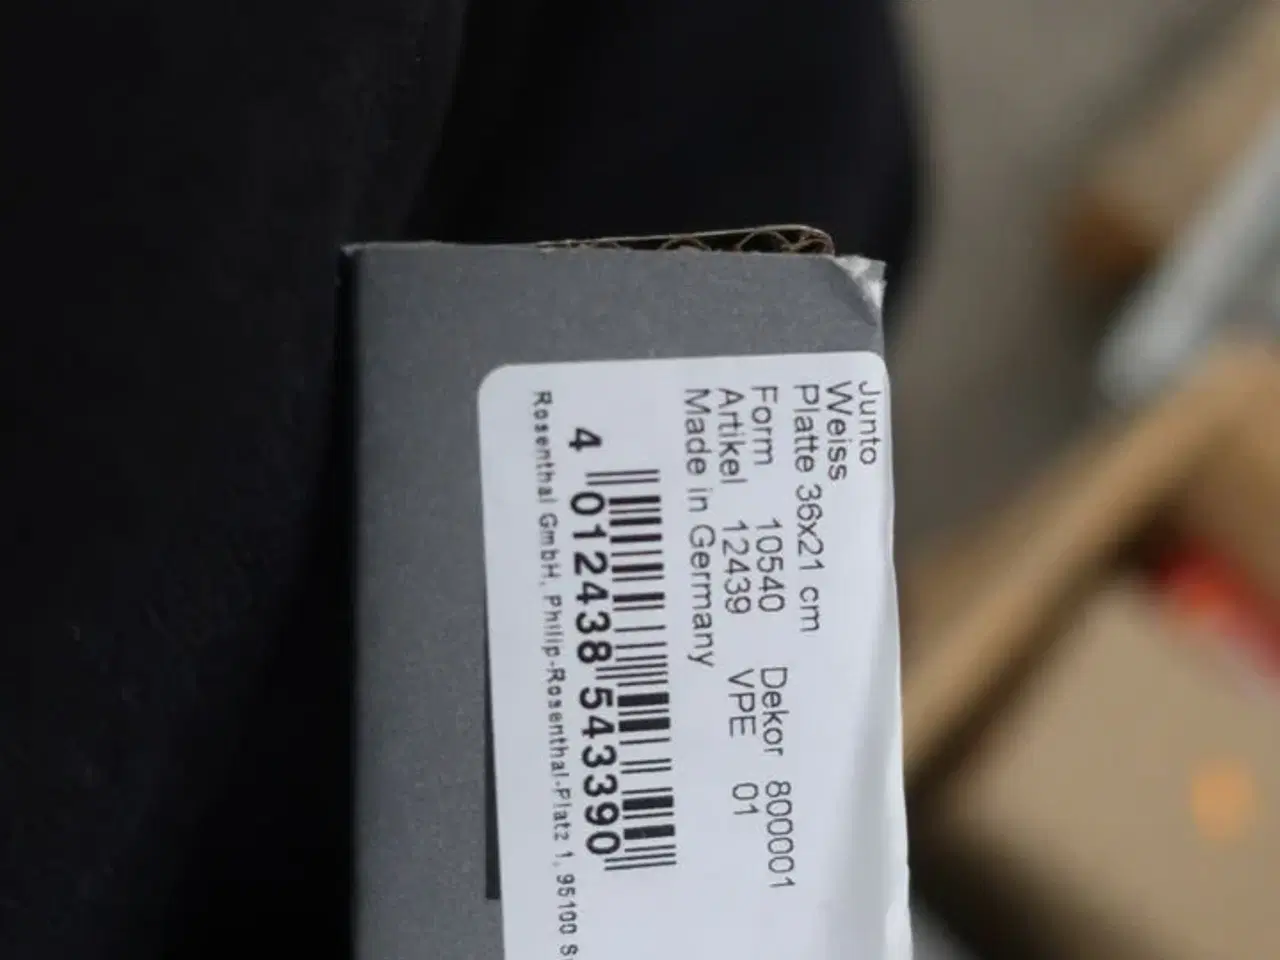 Junto
Weiss
Platte 36x21 cm
Form 10540 Dekor 800001
Artikel 12439 VPE 01
Made in Germany
4 012438 543390
Rosenthal GmbH, Philip-Rosenthal-Platz 1, 95100